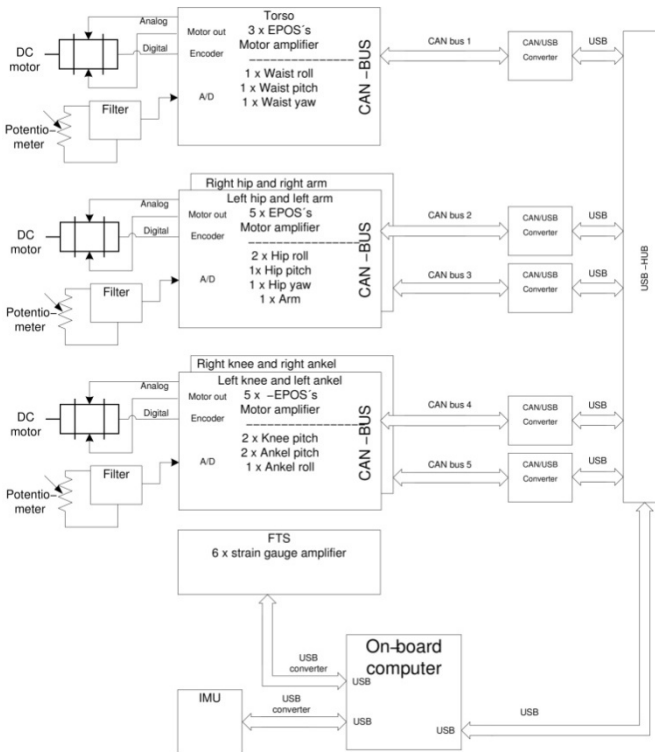 Torso
3 x EPOS´s
Motor amplifier
1 x Waist roll
1 x Waist pitch
1 x Waist yaw
Analog
Motor out
Digital
Encoder
A/D
CAN –BUS
DC
motor
Filter
Potentio–
meter
CAN bus 1
CAN/USB
Converter
USB
USB –HUB
Right hip and right arm
Left hip and left arm
5 x EPOS´s
Motor amplifier
2 x Hip roll
1x Hip pitch
1 x Hip yaw
1 x Arm
Analog
Motor out
Digital
Encoder
A/D
CAN –BUS
DC
motor
Filter
Potentio–
meter
CAN bus 2
CAN/USB
Converter
USB
CAN bus 3
CAN/USB
Converter
USB
Right knee and right ankel
Left knee and left ankel
5 x –EPOS´s
Motor amplifier
2 x Knee pitch
2 x Ankel pitch
1 x Ankel roll
Analog
Motor out
Digital
Encoder
A/D
CAN –BUS
DC
motor
Filter
Potentio–
meter
CAN bus 4
CAN/USB
Converter
USB
CAN bus 5
CAN/USB
Converter
USB
FTS
6 x strain gauge amplifier
USB
converter
On–board
computer
USB
USB
USB
IMU
USB
converter
USB